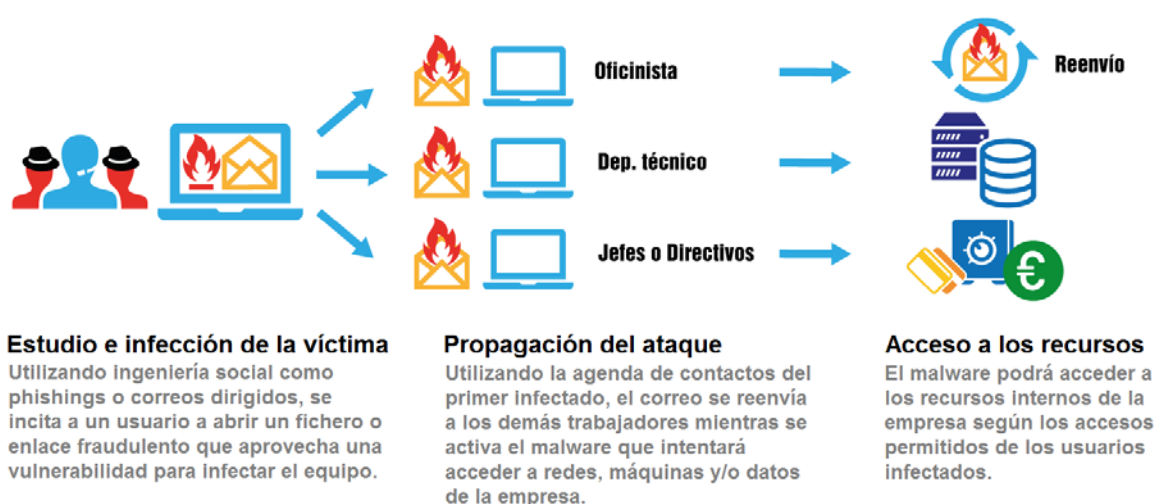 Oficinista
Reenvío
Dep. técnico
Jefes o Directivos
€
Estudio e infección de la víctima
Utilizando ingeniería social como
phishings o correos dirigidos, se
incita a un usuario a abrir un fichero o
enlace fraudulento que aprovecha una
vulnerabilidad para infectar el equipo.
Propagación del ataque
Utilizando la agenda de contactos del
primer infectado, el correo se reenvía
a los demás trabajadores mientras se
activa el malware que intentará
acceder a redes, máquinas y/o datos
de la empresa.
Acceso a los recursos
El malware podrá acceder a
los recursos internos de la
empresa según los accesos
permitidos de los usuarios
infectados.